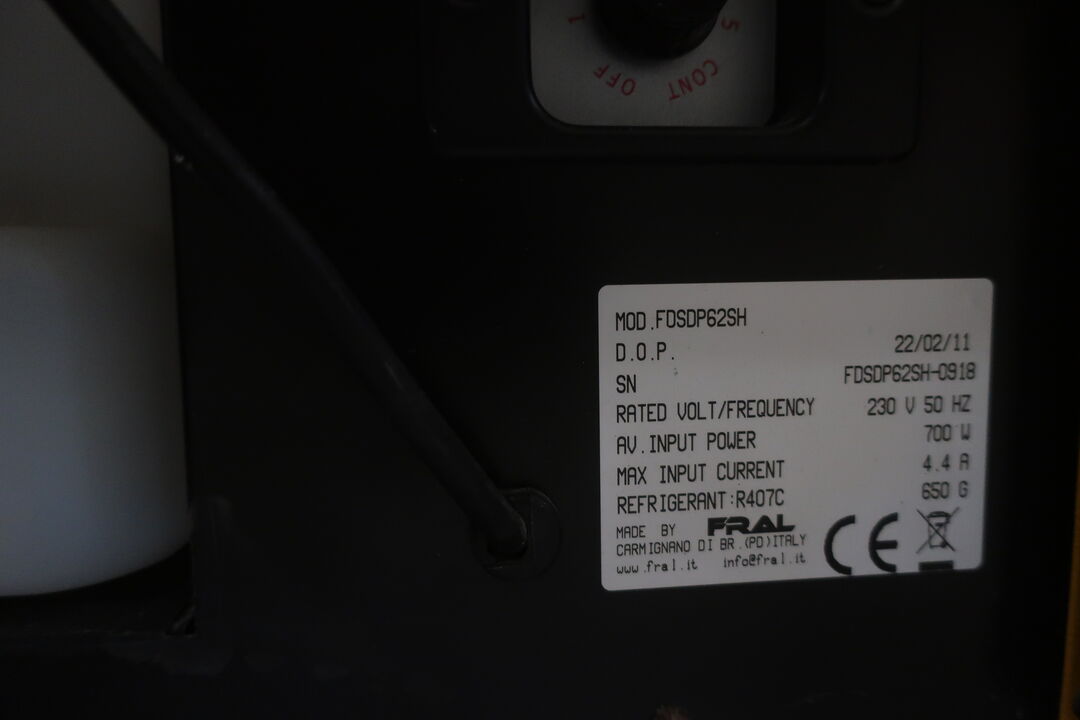 1
5
OFF
CONT
MOD.FDSDP62SH
D.O.P. 22/02/11
SN FDSDP62SH-0918
RATED VOLT/FREQUENCY 230 V 50 HZ
AV.INPUT POWER 700 W
MAX INPUT CURRENT 4.4 A
REFRIGERANT:R407C 650 G
MADE BY FRAL
CARMIGNANO DI BR.(PD)ITALY
www.fral.it info@fral.it
CE